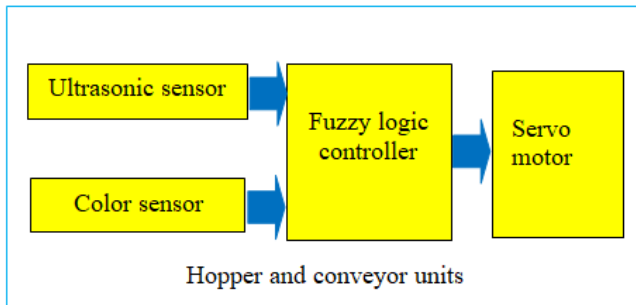 Ultrasonic sensor
Color sensor
Fuzzy logic
controller
Servo
motor
Hopper and conveyor units